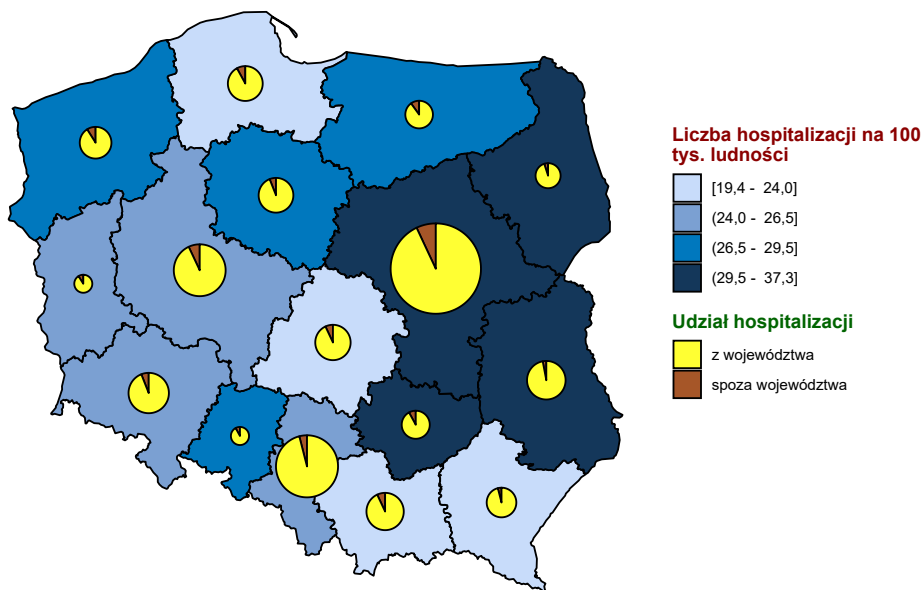 Liczba hospitalizacji na 100
tys. ludności
[19,4 - 24,0]
(24,0 - 26,5]
(26,5 - 29,5]
(29,5 - 37,3]
Udział hospitalizacji
z województwa
spoza województwa